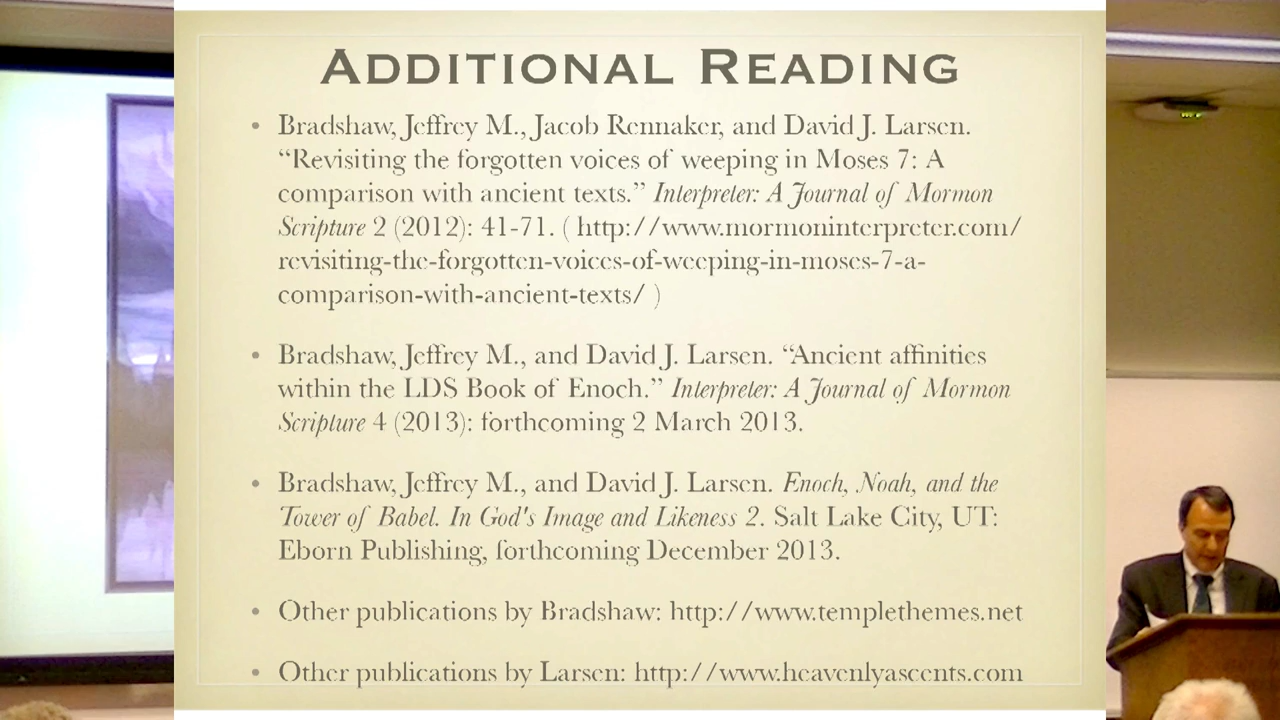 ADDITIONAL READING
• Bradshaw, Jeffrey M., Jacob Rennaker, and David J. Larsen.
“Revisiting the forgotten voices of weeping in Moses 7: A
comparison with ancient texts.” Interpreter: A Journal of Mormon
Scripture 2 (2012): 41-71. ( http://www.mormoninterpreter.com/
revisiting-the-forgotten-voices-of-weeping-in-moses-7-a-
comparison-with-ancient-texts/ )
• Bradshaw, Jeffrey M., and David J. Larsen. “Ancient affinities
within the LDS Book of Enoch.” Interpreter: A Journal of Mormon
Scripture 4 (2013): forthcoming 2 March 2013.
• Bradshaw, Jeffrey M., and David J. Larsen. Enoch, Noah, and the
Tower of Babel. In God's Image and Likeness 2. Salt Lake City, UT:
Eborn Publishing, forthcoming December 2013.
• Other publications by Bradshaw: http://www.templethemes.net
• Other publications by Larsen: http://www.heavenlyascents.com